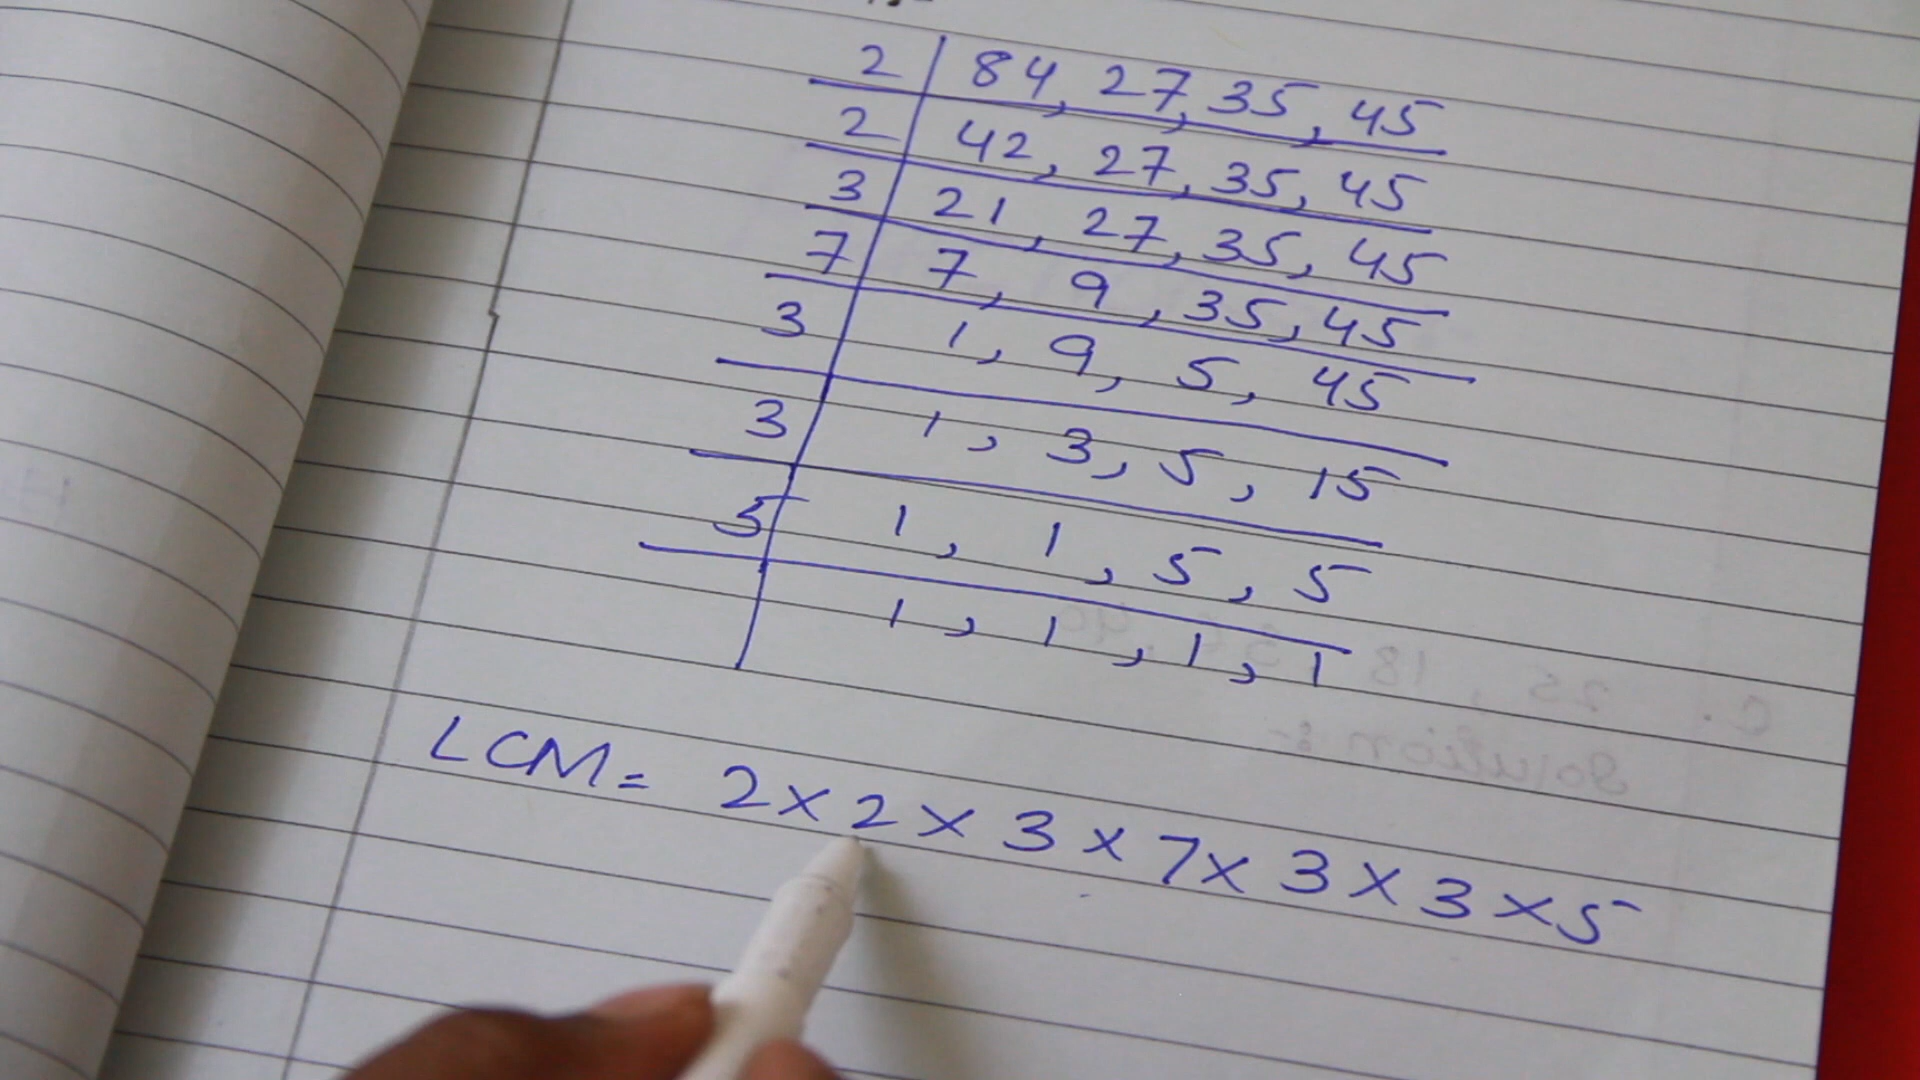 2 | 84, 27, 35, 45
2 | 42, 27, 35, 45
3 | 21, 27, 35, 45
7 | 7, 9, 35, 45
3 | 1, 9, 5, 45
3 | 1, 3, 5, 15
5 | 1, 1, 5, 5
1, 1, 1, 1
LCM = 2 × 2 × 3 × 7 × 3 × 3 × 5